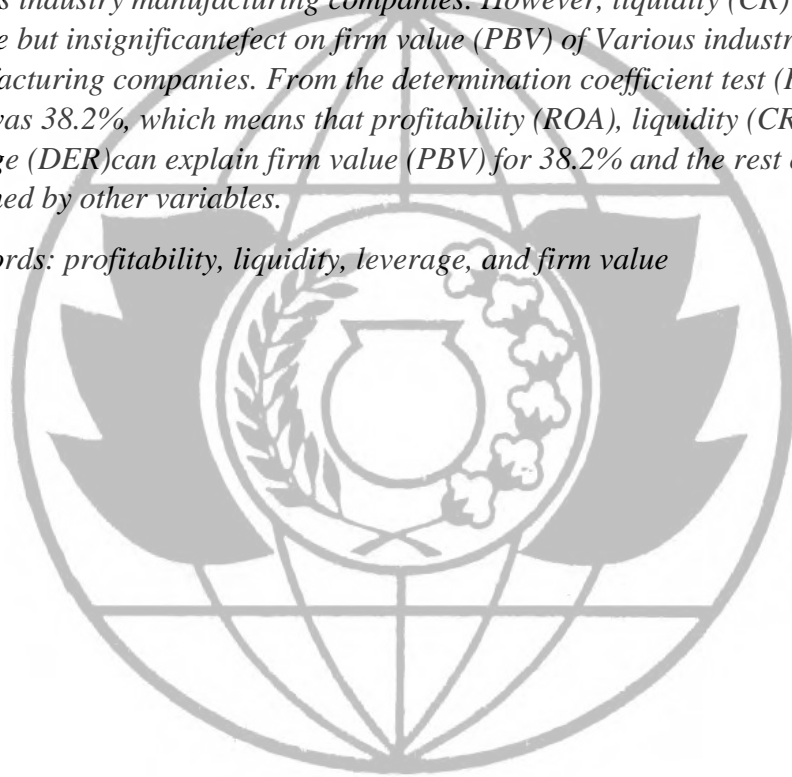 s industry manufacturing companies. However, liquidity (CR)
e but insignificantefect on firm value (PBV) of Various industr
facturing companies. From the determination coefficient test (
was 38.2%, which means that profitability (ROA), liquidity (CR
ge (DER)can explain firm value (PBV) for 38.2% and the rest
ned by other variables.
ords: profitability, liquidity, leverage, and firm value